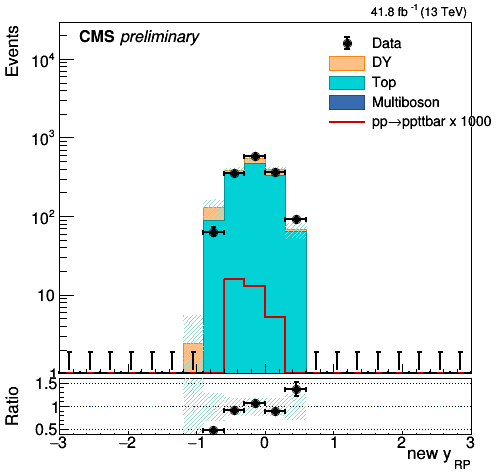 41.8 fb⁻¹ (13 TeV)
CMS preliminary
Events
Data
DY
Top
Multiboson
pp→ppttbar x 1000
10⁴
10³
10²
10
1
Ratio
1.5
1
0.5
−3 −2 −1 0 1 2 3
new y_RP